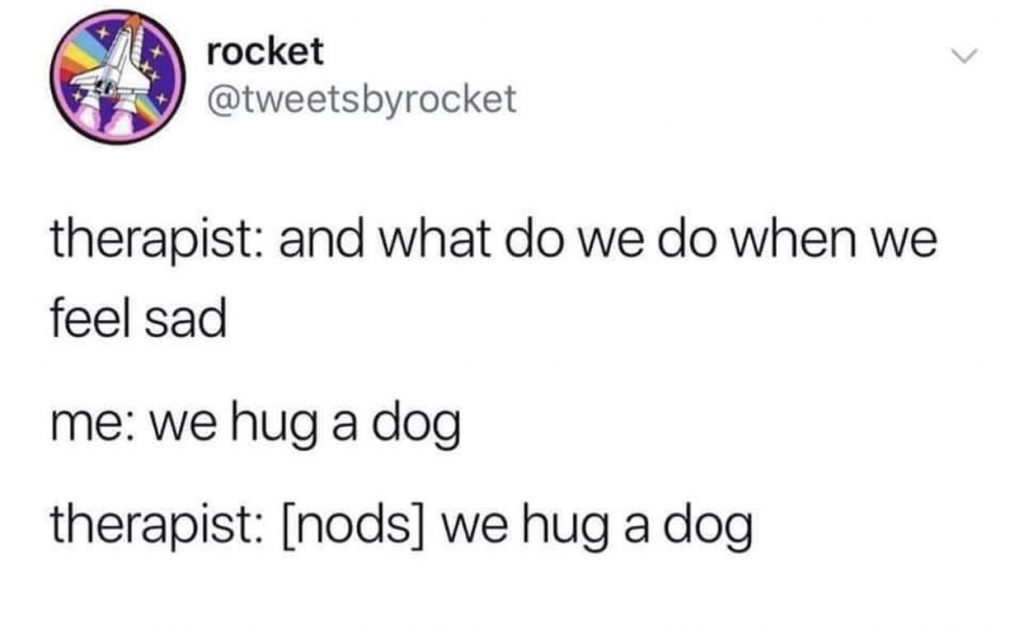 rocket
@tweetsbyrocket
therapist: and what do we do when we
feel sad
me: we hug a dog
therapist: [nods] we hug a dog